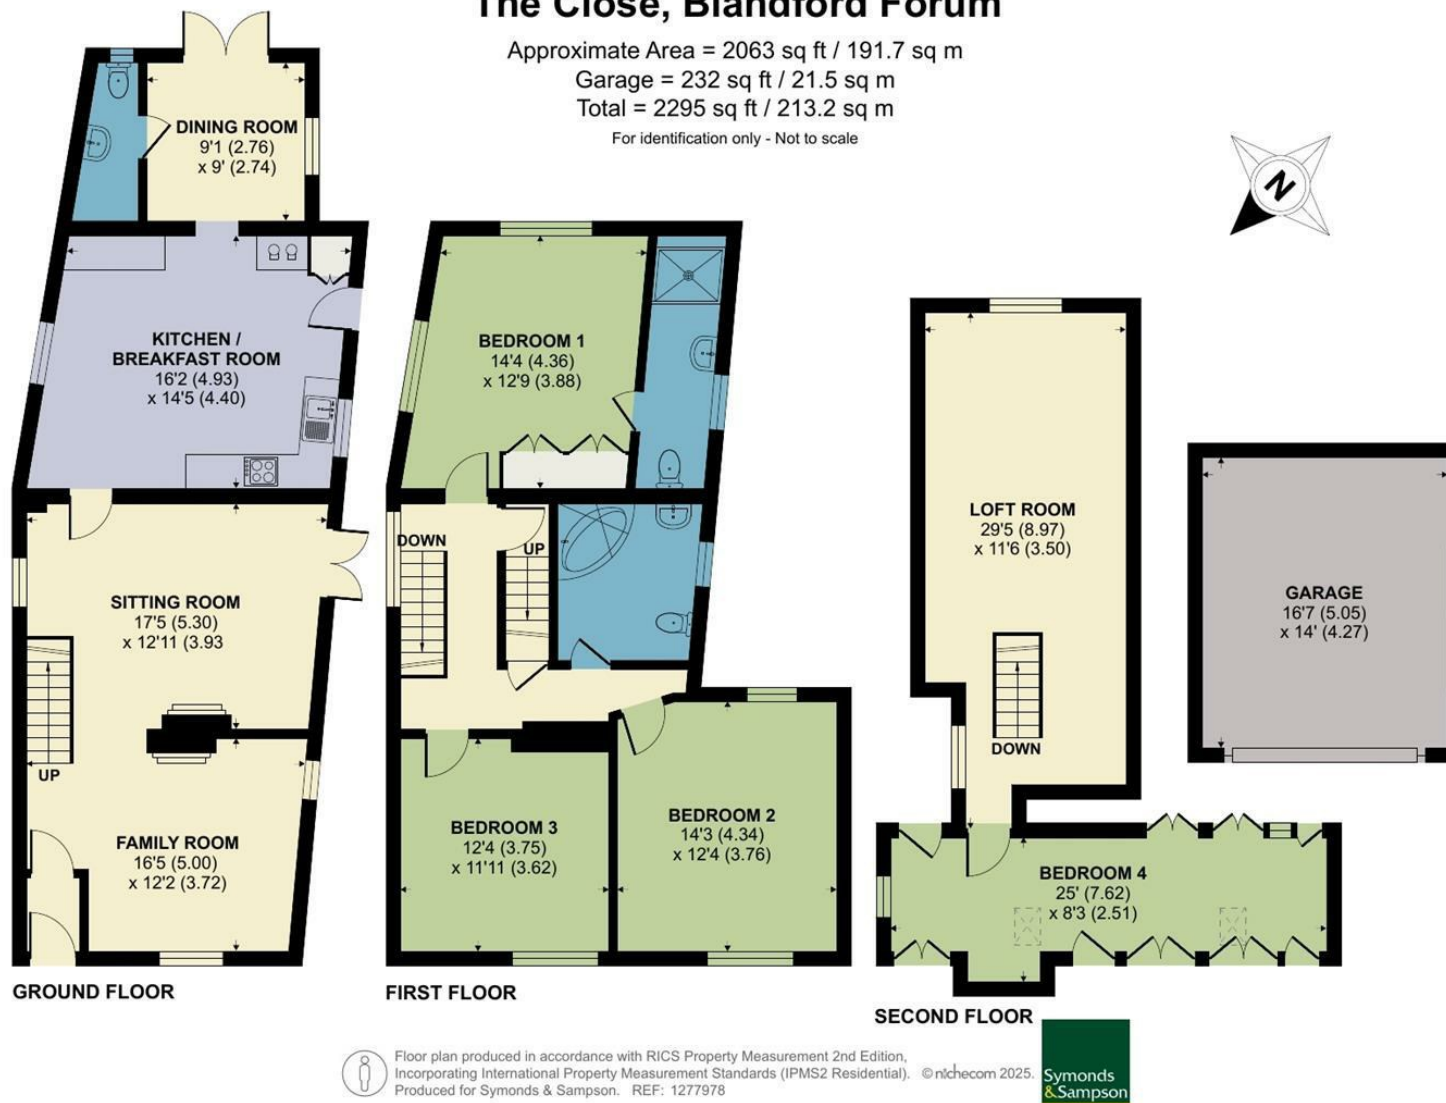 The Close, Blandford Forum
Approximate Area = 2063 sq ft / 191.7 sq m
Garage = 232 sq ft / 21.5 sq m
Total = 2295 sq ft / 213.2 sq m
For identification only - Not to scale
N
DINING ROOM
9'1 (2.76)
x 9' (2.74)
KITCHEN /
BREAKFAST ROOM
16'2 (4.93)
x 14'5 (4.40)
SITTING ROOM
17'5 (5.30)
x 12'11 (3.93
UP
FAMILY ROOM
16'5 (5.00)
x 12'2 (3.72)
GROUND FLOOR
BEDROOM 1
14'4 (4.36)
x 12'9 (3.88)
DOWN
UP
BEDROOM 3
12'4 (3.75)
x 11'11 (3.62)
BEDROOM 2
14'3 (4.34)
x 12'4 (3.76)
FIRST FLOOR
LOFT ROOM
29'5 (8.97)
x 11'6 (3.50)
DOWN
BEDROOM 4
25' (7.62)
x 8'3 (2.51)
SECOND FLOOR
GARAGE
16'7 (5.05)
x 14' (4.27)
Floor plan produced in accordance with RICS Property Measurement 2nd Edition,
Incorporating International Property Measurement Standards (IPMS2 Residential). © nichecom 2025.
Produced for Symonds & Sampson. REF: 1277978
Symonds
&Sampson